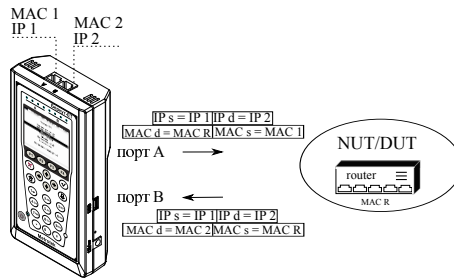 MAC 1 MAC 2
IP 1 IP 2
IP s = IP 1 IP d = IP 2
MAC d = MAC R MAC s = MAC 1
порт A
NUT/DUT
router
MAC R
порт B
IP s = IP 1 IP d = IP 2
MAC d = MAC 2 MAC s = MAC R